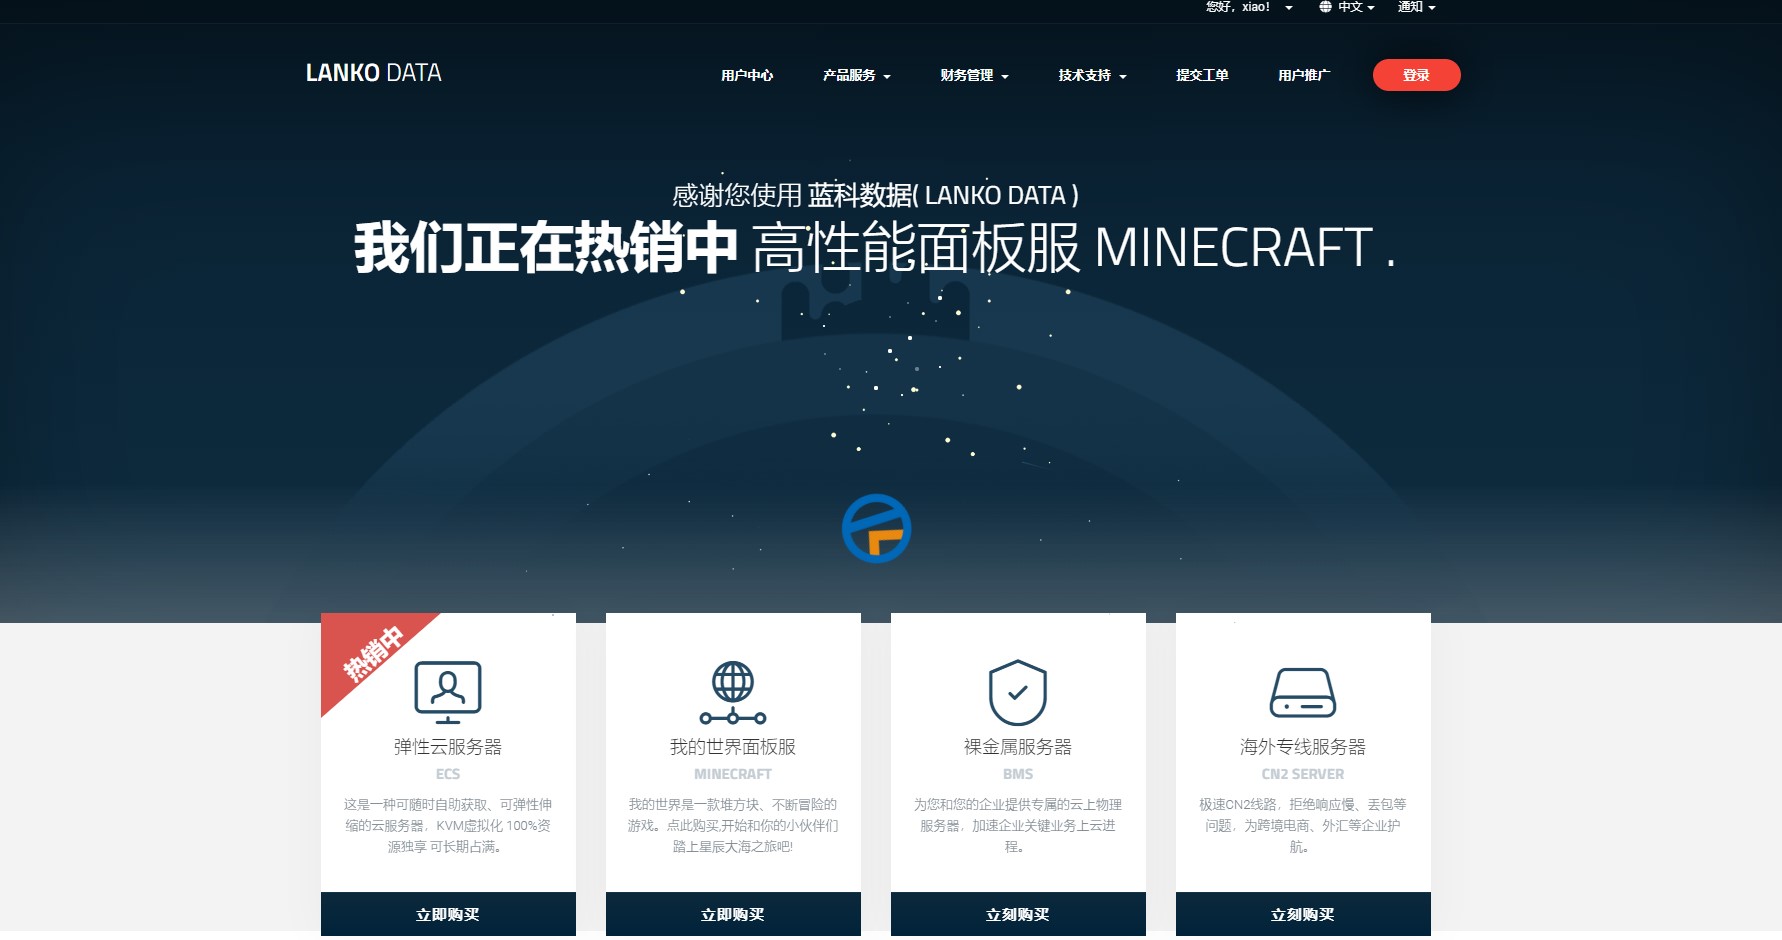 您好，xiao！ 中文 通知
LANKO DATA
用户中心 产品服务 财务管理 技术支持 提交工单 用户推广 登录
感谢您使用 蓝科数据( LANKO DATA )
我们正在热销中 高性能面板服 MINECRAFT .
热销中
弹性云服务器
ECS
这是一种可随时自助获取、可弹性伸
缩的云服务器，KVM虚拟化 100%资
源独享 可长期占满。
立即购买
我的世界面板服
MINECRAFT
我的世界是一款堆方块、不断冒险的
游戏。点此购买,开始和你的小伙伴们
踏上星辰大海之旅吧!
立即购买
裸金属服务器
BMS
为您和您的企业提供专属的云上物理
服务器，加速企业关键业务上云进
程。
立刻购买
海外专线服务器
CN2 SERVER
极速CN2线路，拒绝响应慢、丢包等
问题，为跨境电商、外汇等企业护
航。
立刻购买